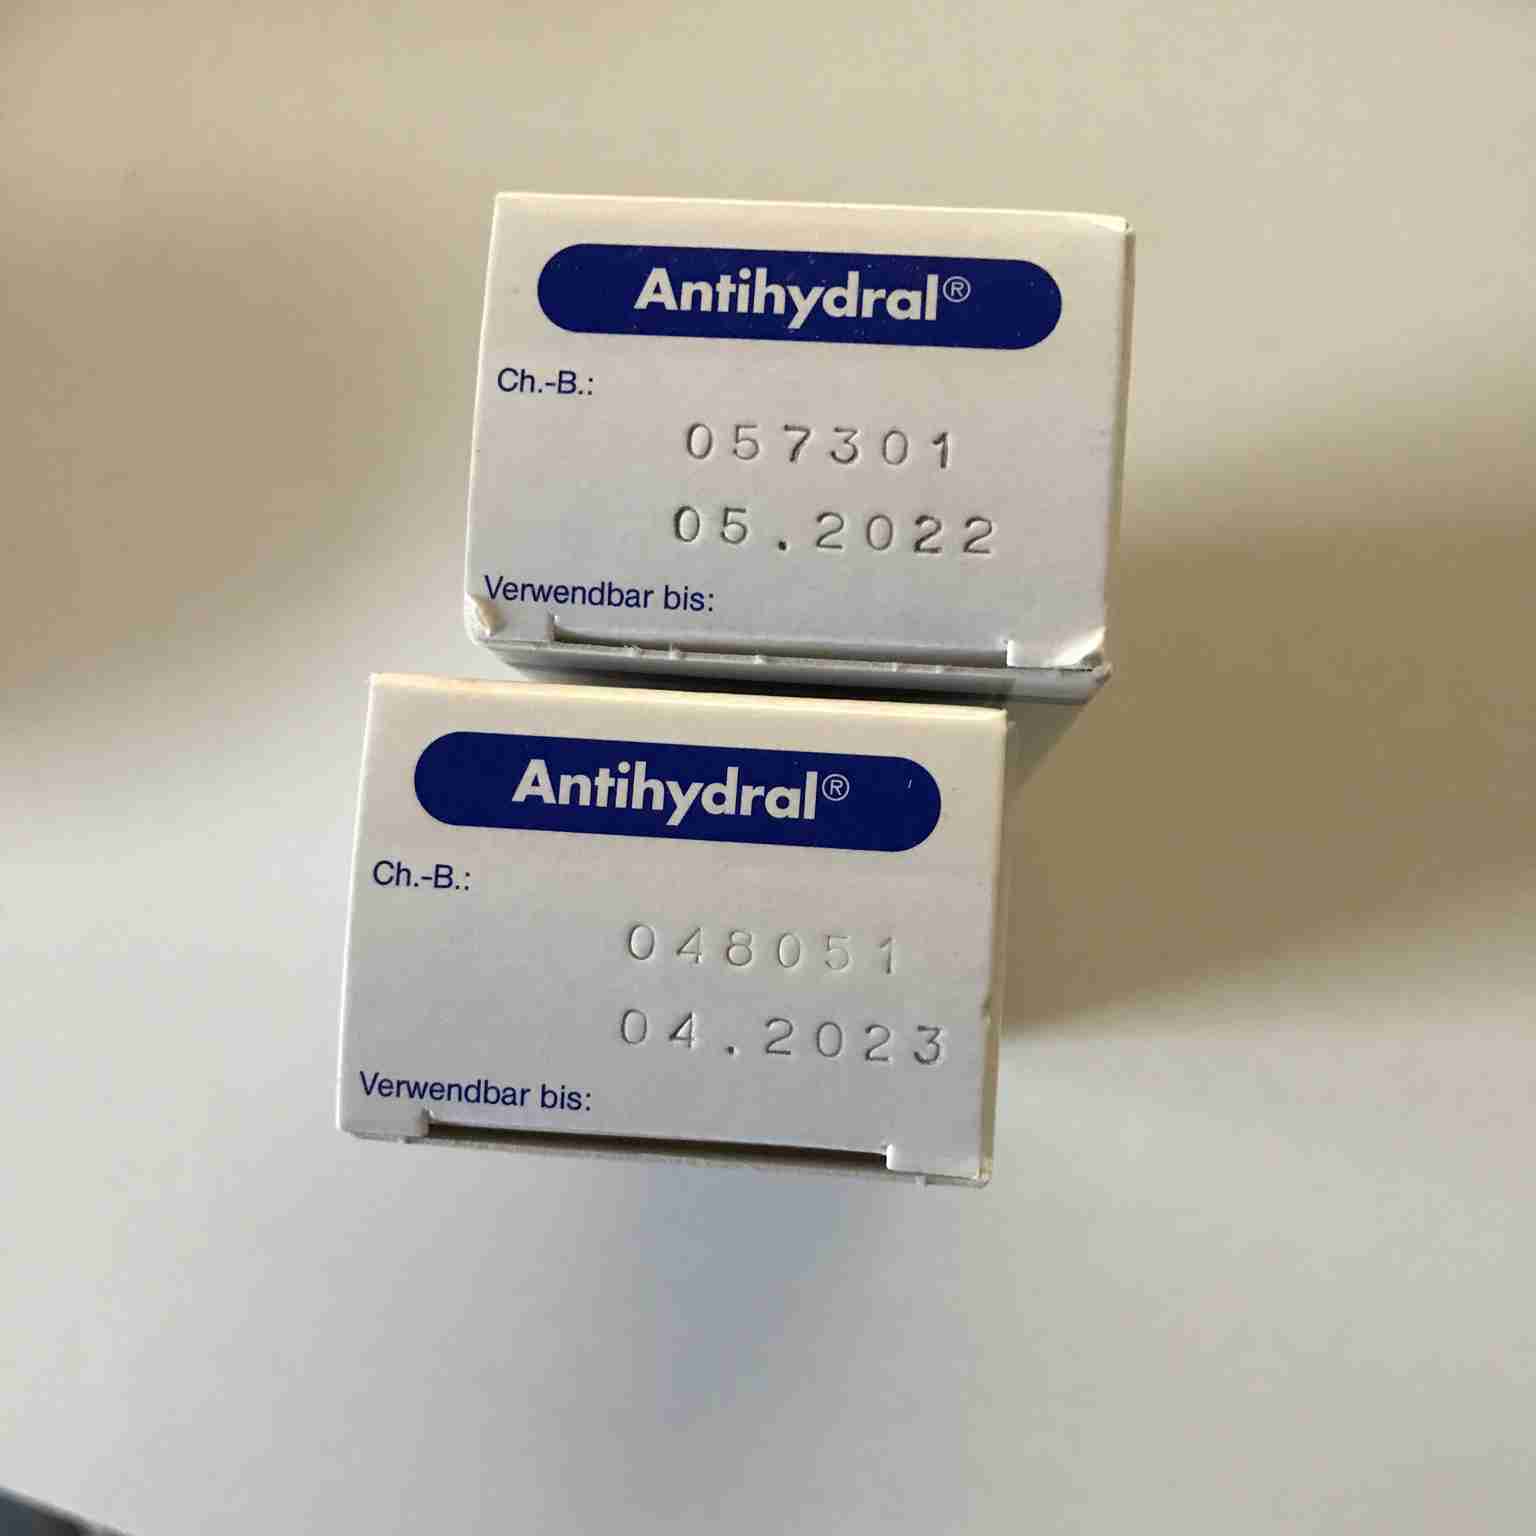 Antihydral®
Ch.-B.:
057301
05.2022
Verwendbar bis:
Antihydral®
Ch.-B.:
048051
04.2023
Verwendbar bis: